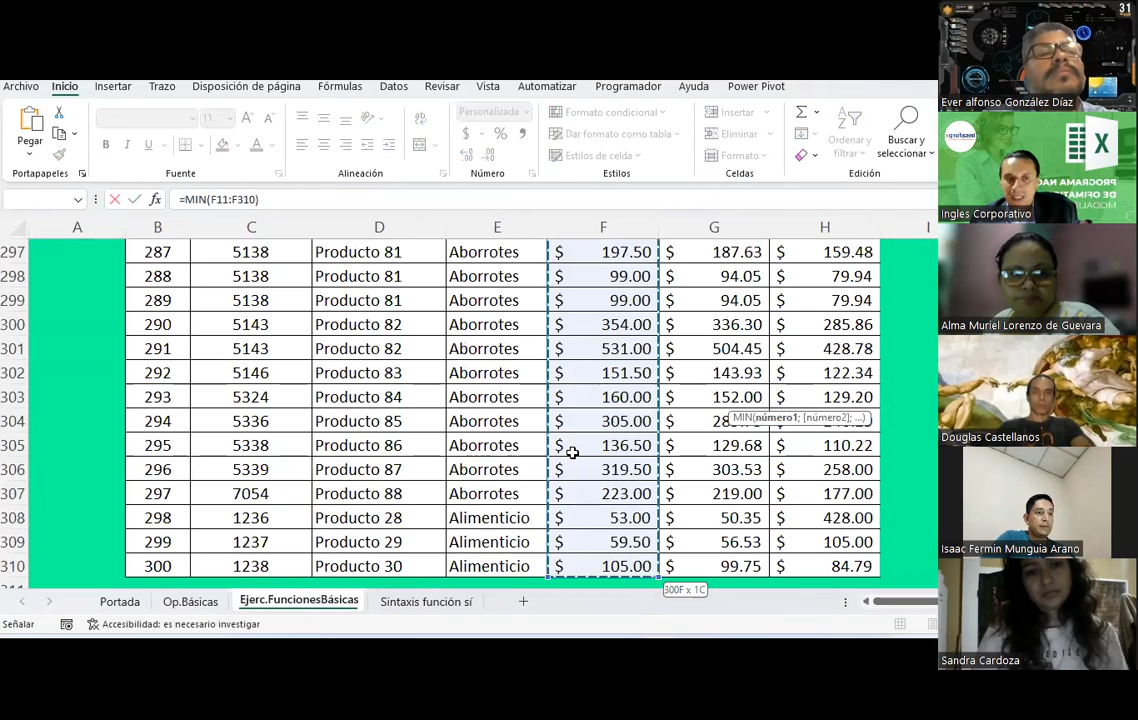 Archivo Inicio Insertar Trazo Disposición de página Fórmulas Datos Revisar Vista Automatizar Programador Ayuda Power Pivot
Pegar
11
Personalizada
Formato condicional
Dar formato como tabla
Estilos de celda
Insertar
Eliminar
Formato
Ordenar y filtrar
Buscar y seleccionar
Portapapeles Fuente Alineación Número Estilos Celdas Edición
=MIN(F11:F310)
A B C D E F G H I
297 287 5138 Producto 81 Aborrotes $ 197.50 $ 187.63 $ 159.48
298 288 5138 Producto 81 Aborrotes $ 99.00 $ 94.05 $ 79.94
299 289 5138 Producto 81 Aborrotes $ 99.00 $ 94.05 $ 79.94
300 290 5143 Producto 82 Aborrotes $ 354.00 $ 336.30 $ 285.86
301 291 5143 Producto 82 Aborrotes $ 531.00 $ 504.45 $ 428.78
302 292 5146 Producto 83 Aborrotes $ 151.50 $ 143.93 $ 122.34
303 293 5324 Producto 84 Aborrotes $ 160.00 $ 152.00 $ 129.20
MIN(número1; [número2]; ...)
304 294 5336 Producto 85 Aborrotes $ 305.00 $
305 295 5338 Producto 86 Aborrotes $ 136.50 $ 129.68 $ 110.22
306 296 5339 Producto 87 Aborrotes $ 319.50 $ 303.53 $ 258.00
307 297 7054 Producto 88 Aborrotes $ 223.00 $ 219.00 $ 177.00
308 298 1236 Producto 28 Alimenticio $ 53.00 $ 50.35 $ 428.00
309 299 1237 Producto 29 Alimenticio $ 59.50 $ 56.53 $ 105.00
310 300 1238 Producto 30 Alimenticio $ 105.00 $ 99.75 $ 84.79
300F x 1C
Portada Op.Básicas Ejerc.FuncionesBásicas Sintaxis función sí
Señalar Accesibilidad: es necesario investigar
31
Ever alfonso González Díaz
insaforp
PROGRAMA NAC
DE OFIMATI
MODALI
Ingles Corporativo
Alma Muriel Lorenzo de Guevara
Douglas Castellanos
Isaac Fermin Munguia Arano
Sandra Cardoza